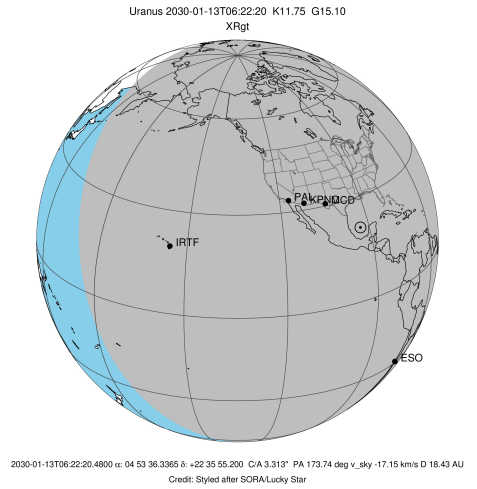 Uranus 2030-01-13T06:22:20 K11.75 G15.10
XRgt
PAL KPNO MCD
IRTF
ESO
2030-01-13T06:22:20.4800 α: 04 53 36.3365 δ: +22 35 55.200 C/A 3.313" PA 173.74 deg v_sky -17.15 km/s D 18.43 AU
Credit: Styled after SORA/Lucky Star